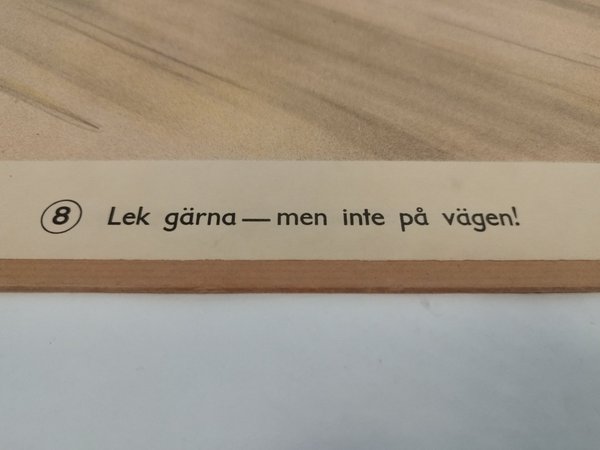 8 Lek gärna — men inte på vägen!